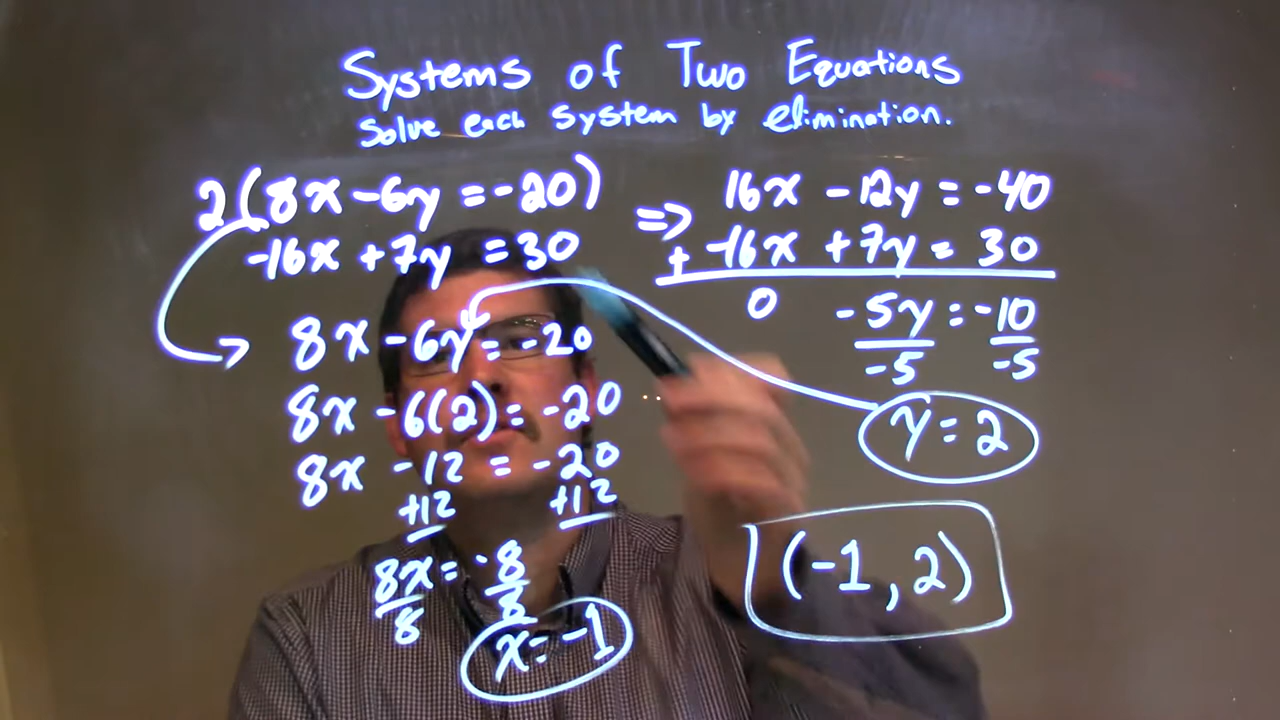 Systems of Two Equations
Solve each system by elimination.
2(8x-6y=-20)
-16x+7y=30
8x-6y=-20
8x-6(2)=-20
8x-12=-20
+12 +12
8x=-8
8 8
x=-1
=> 16x-12y=-40
+ -16x+7y=30
0 -5y=-10
-5 -5
y=2
(-1,2)